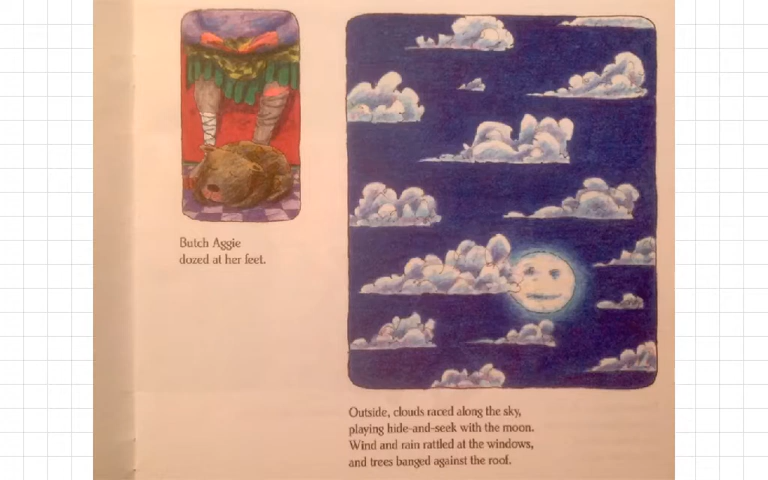 Butch Aggie
dozed at her feet.
Outside, clouds raced along the sky,
playing hide-and-seek with the moon.
Wind and rain rattled at the windows,
and trees banged against the roof.